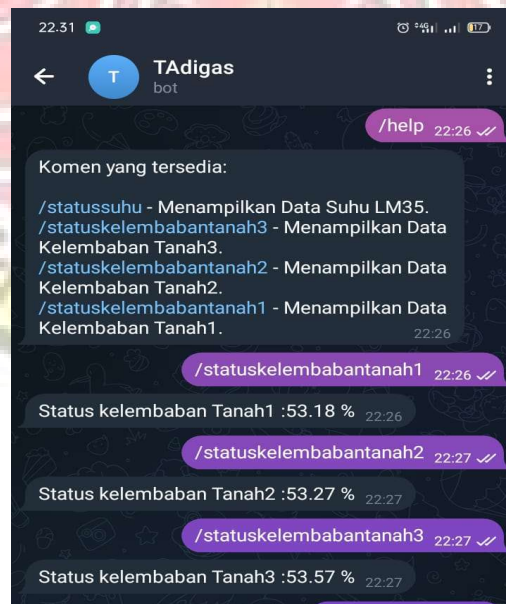 22.31
4G 17
T TAdigas
bot
/help 22:26
Komen yang tersedia:
/statussuhu - Menampilkan Data Suhu LM35.
/statuskelembabantanah3 - Menampilkan Data
Kelembaban Tanah3.
/statuskelembabantanah2 - Menampilkan Data
Kelembaban Tanah2.
/statuskelembabantanah1 - Menampilkan Data
Kelembaban Tanah1. 22:26
/statuskelembabantanah1 22:26
Status kelembaban Tanah1 :53.18 % 22:26
/statuskelembabantanah2 22:27
Status kelembaban Tanah2 :53.27 % 22:27
/statuskelembabantanah3 22:27
Status kelembaban Tanah3 :53.57 % 22:27